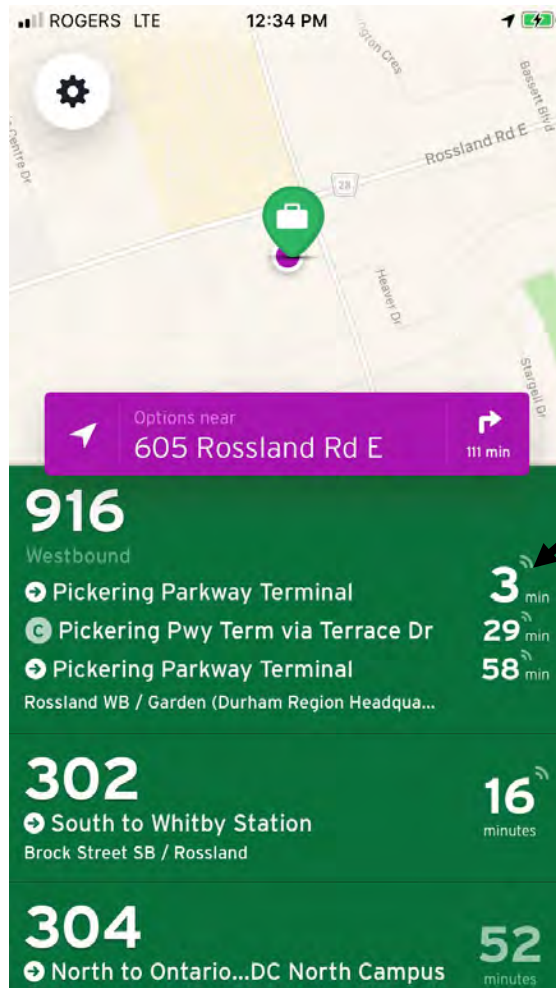 ROGERS LTE 12:34 PM
Cres
Bassett Blvd
Centre Dr
Rossland Rd E
28
Heaver Dr
Stargell Dr
Options near
605 Rossland Rd E
111 min
916
Westbound
Pickering Parkway Terminal 3 min
C Pickering Pwy Term via Terrace Dr 29 min
Pickering Parkway Terminal 58 min
Rossland WB / Garden (Durham Region Headqua...
302
South to Whitby Station
16 minutes
Brock Street SB / Rossland
304
North to Ontario...DC North Campus
52 minutes